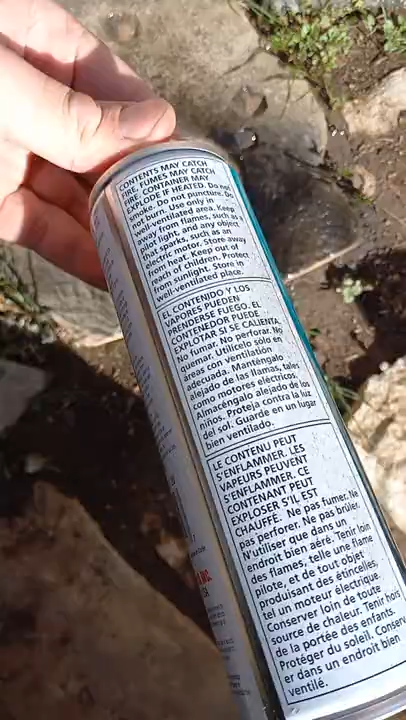 CONTENTS MAY CATCH
FIRE. FUMES MAY CATCH
FIRE. CONTAINER MAY
EXPLODE IF HEATED. Do not
smoke. Do not puncture. Do
not burn. Use only in
well-ventilated area. Keep
away from flames, such as a
pilot light, and any object
that sparks, such as an
electric motor. Store away
from heat. Keep out of
reach of children. Protect
from sunlight. Store in
well-ventilated place.
EL CONTENIDO Y LOS
VAPORES PUEDEN
PRENDERSE FUEGO. EL
CONTENEDOR PUEDE
EXPLOTAR SI SE CALIENTA.
No fumar. No perforar. No
quemar. Utilícelo sólo en
áreas con ventilación
adecuada. Manténgalo
alejado de las llamas, tales
como motores eléctricos.
Almacéngalo alejado de los
niños. Proteja contra la luz
del sol. Guarde en un lugar
bien ventilado.
LE CONTENU PEUT
S'ENFLAMMER. LES
VAPEURS PEUVENT
S'ENFLAMMER. CE
CONTENANT PEUT
EXPLOSER S'IL EST
CHAUFFÉ. Ne pas fumer. Ne
pas perforer. Ne pas brûler.
N'utiliser que dans un
endroit bien aéré. Tenir loin
des flammes, telle une flamme
pilote, et de tout objet
produisant des étincelles,
tel un moteur électrique.
Conserver loin de toute
source de chaleur. Tenir hors
de la portée des enfants.
Protéger du soleil. Conserv
er dans un endroit bien
ventilé.